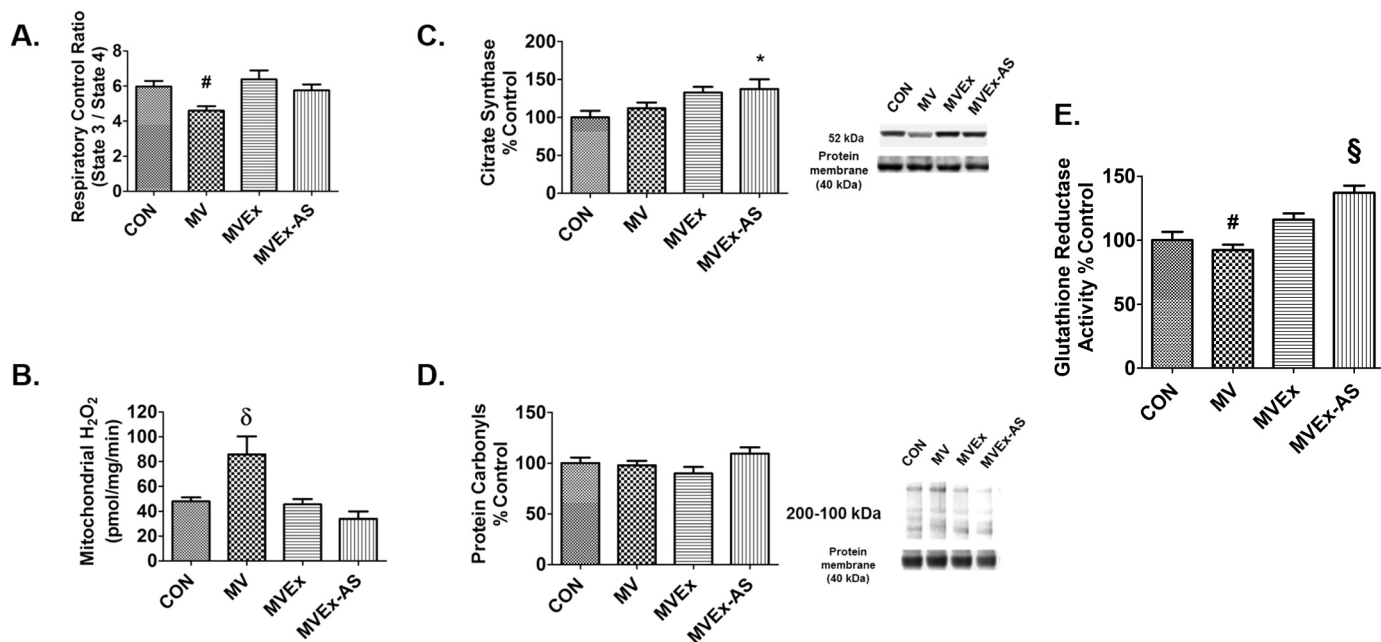 A.
Respiratory Control Ratio
(State 3 / State 4)
8
6
4
2
0
#
CON
MV
MVEx
MVEx-AS
B.
Mitochondrial H₂O₂
(pmol/mg/min)
120
100
80
60
40
20
0
δ
CON
MV
MVEx
MVEx-AS
C.
Citrate Synthase
% Control
200
150
100
50
0
*
CON
MV
MVEx
MVEx-AS
CON
MV
MVEx
MVEx-AS
52 kDa
Protein
membrane
(40 kDa)
D.
Protein Carbonyls
% Control
200
150
100
50
0
CON
MV
MVEx
MVEx-AS
CON
MV
MVEx
MVEx-AS
200-100 kDa
Protein
membrane
(40 kDa)
E.
Glutathione Reductase
Activity % Control
150
100
50
0
#
§
CON
MV
MVEx
MVEx-AS